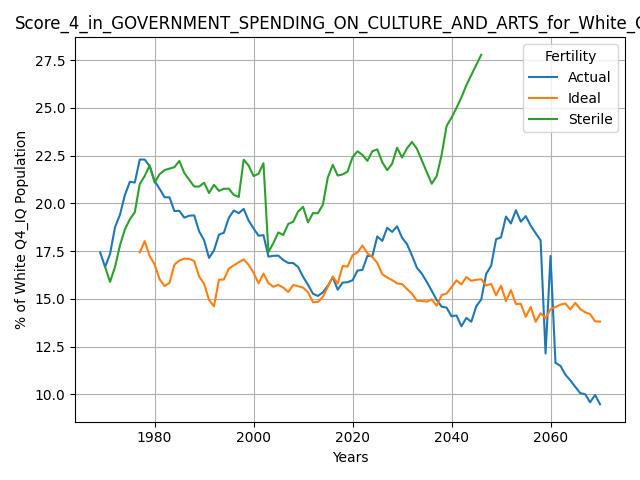 Score_4_in_GOVERNMENT_SPENDING_ON_CULTURE_AND_ARTS_for_White_
Fertility
Actual
Ideal
Sterile
% of White Q4_IQ Population
27.5
25.0
22.5
20.0
17.5
15.0
12.5
10.0
1980
2000
2020
2040
2060
Years